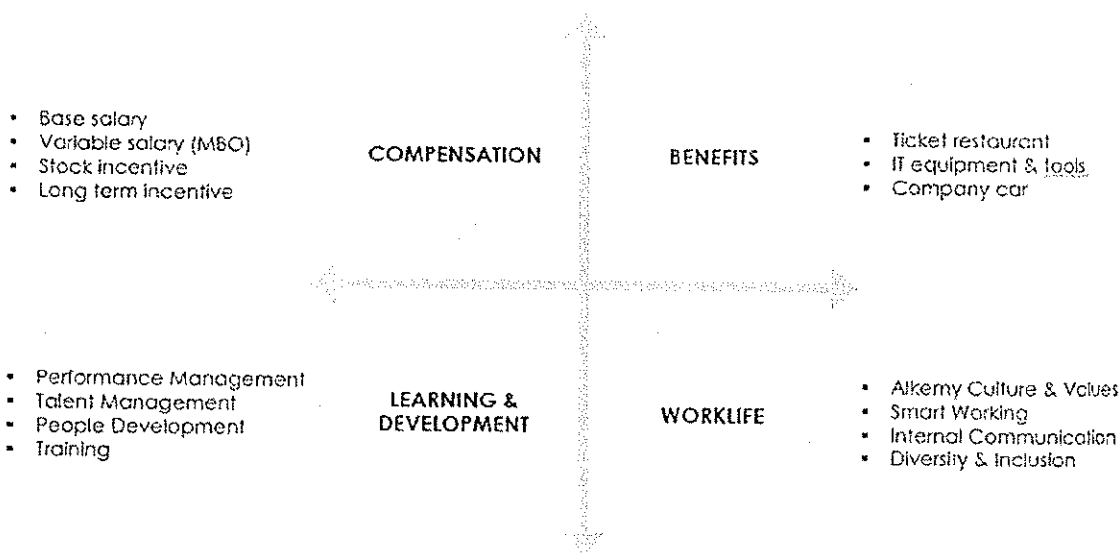 • Base salary
• Variable salary (MBO)
• Stock incentive
• Long term incentive
COMPENSATION
BENEFITS
• Ticket restaurant
• IT equipment & tools
• Company car
• Performance Management
• Talent Management
• People Development
• Training
LEARNING &
DEVELOPMENT
WORKLIFE
• Alkemy Culture & Values
• Smart Working
• Internal Communication
• Diversity & Inclusion